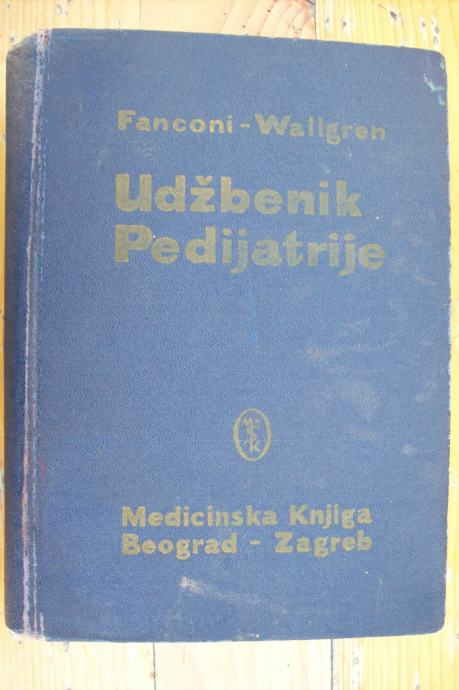 Fanconi-Wallgren
Udžbenik
Pedijatrije
Medicinska Knjiga
Beograd - Zagreb